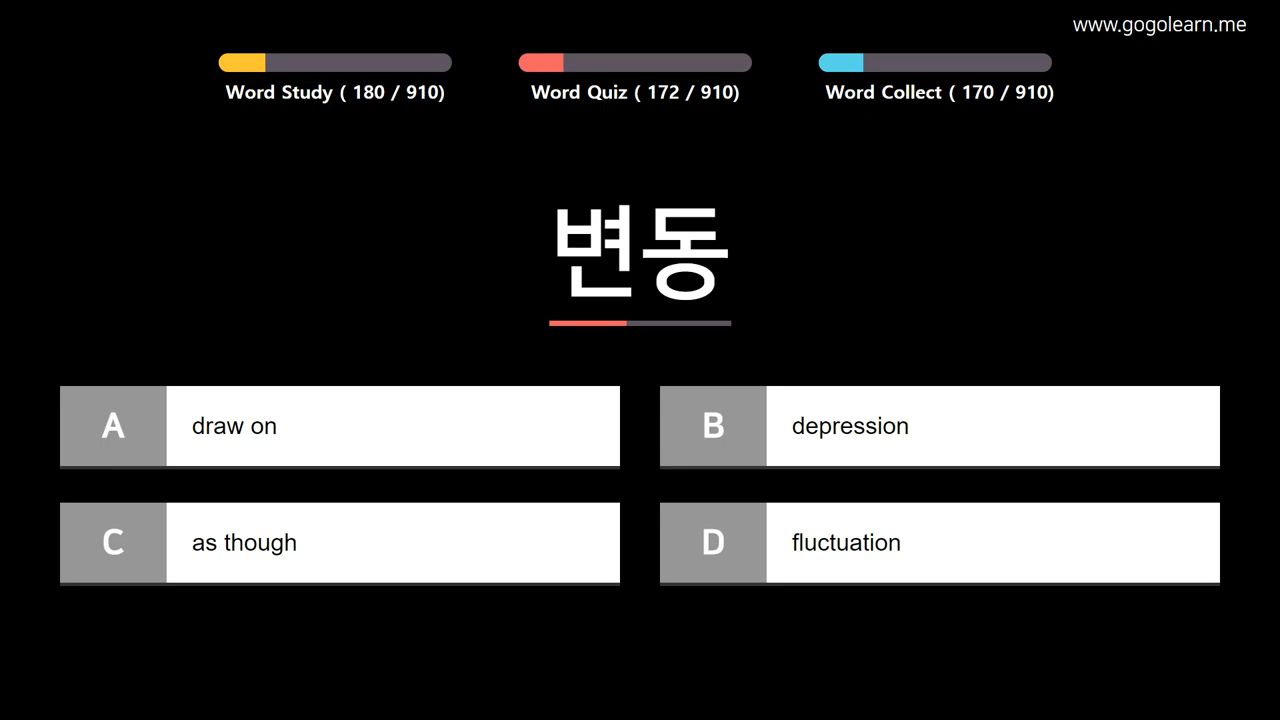 www.gogolearn.me
Word Study ( 180 / 910)
Word Quiz ( 172 / 910)
Word Collect ( 170 / 910)
변동
A draw on
B depression
C as though
D fluctuation